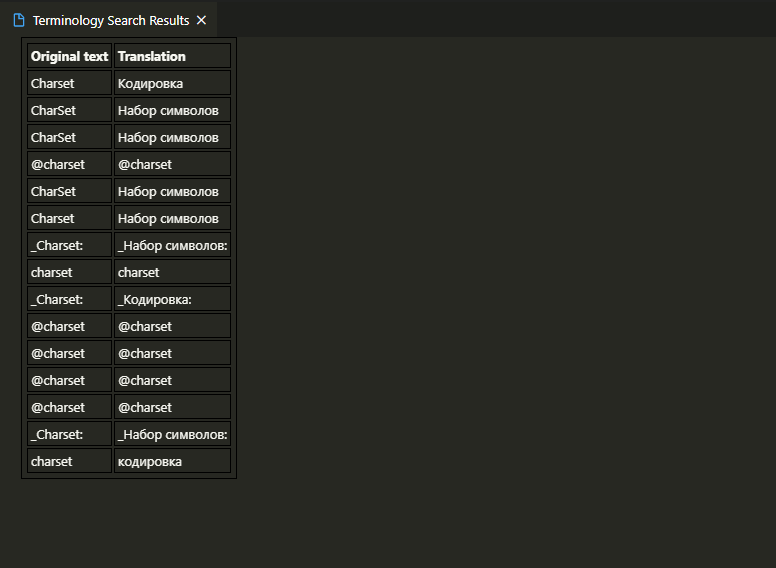 Terminology Search Results
Original text Translation
Charset Кодировка
CharSet Набор символов
CharSet Набор символов
@charset @charset
CharSet Набор символов
Charset Набор символов
_Charset: _Набор символов:
charset charset
_Charset: _Кодировка:
@charset @charset
@charset @charset
@charset @charset
@charset @charset
_Charset: _Набор символов:
charset кодировка